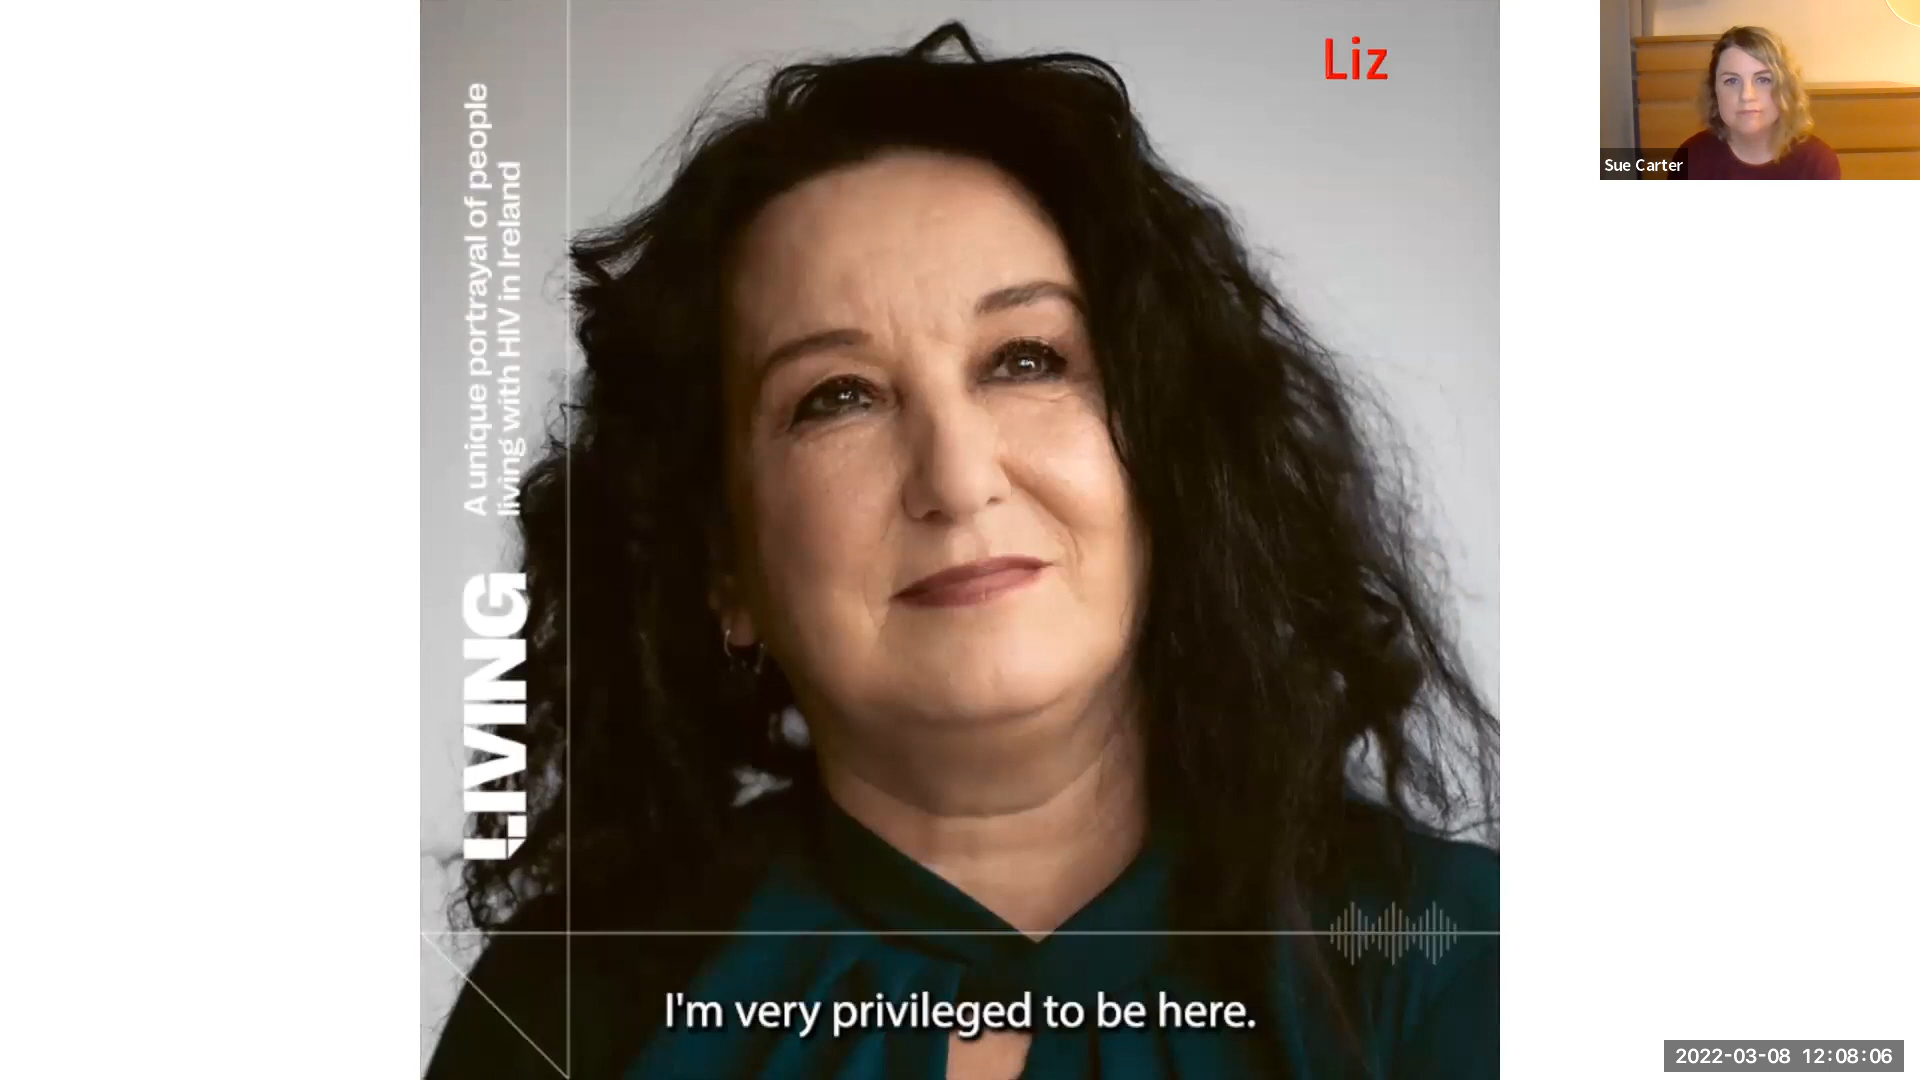 Liz
A unique portrayal of people
living with HIV in Ireland
LIVING
I'm very privileged to be here.
Sue Carter
2022-03-08 12:08:06